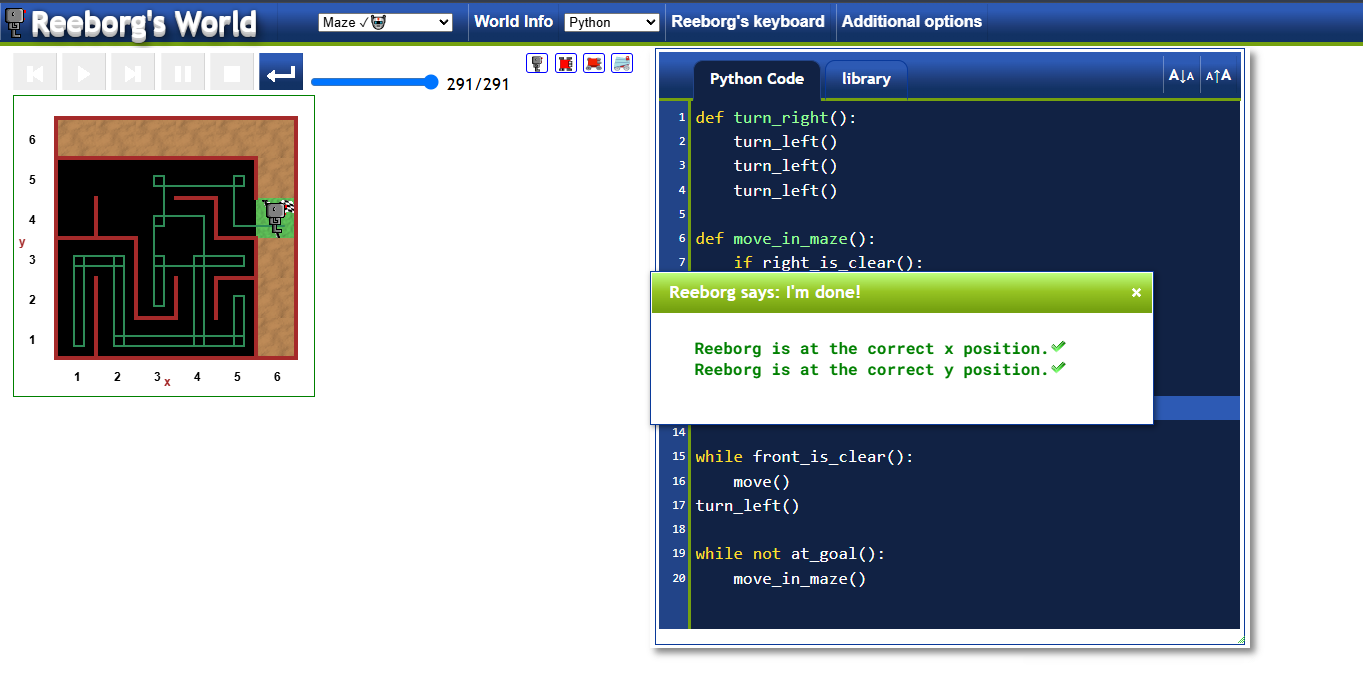 Reeborg's World
Maze ✓
World Info
Python
Reeborg's keyboard
Additional options
291/291
6
5
4
y
3
2
1
1 2 3 x 4 5 6
Python Code
library
A↓A
A↑A
1 def turn_right():
2 turn_left()
3 turn_left()
4 turn_left()
5
6 def move_in_maze():
7 if right_is_clear():
Reeborg says: I'm done!
×
Reeborg is at the correct x position.✓
Reeborg is at the correct y position.✓
14
15 while front_is_clear():
16 move()
17 turn_left()
18
19 while not at_goal():
20 move_in_maze()